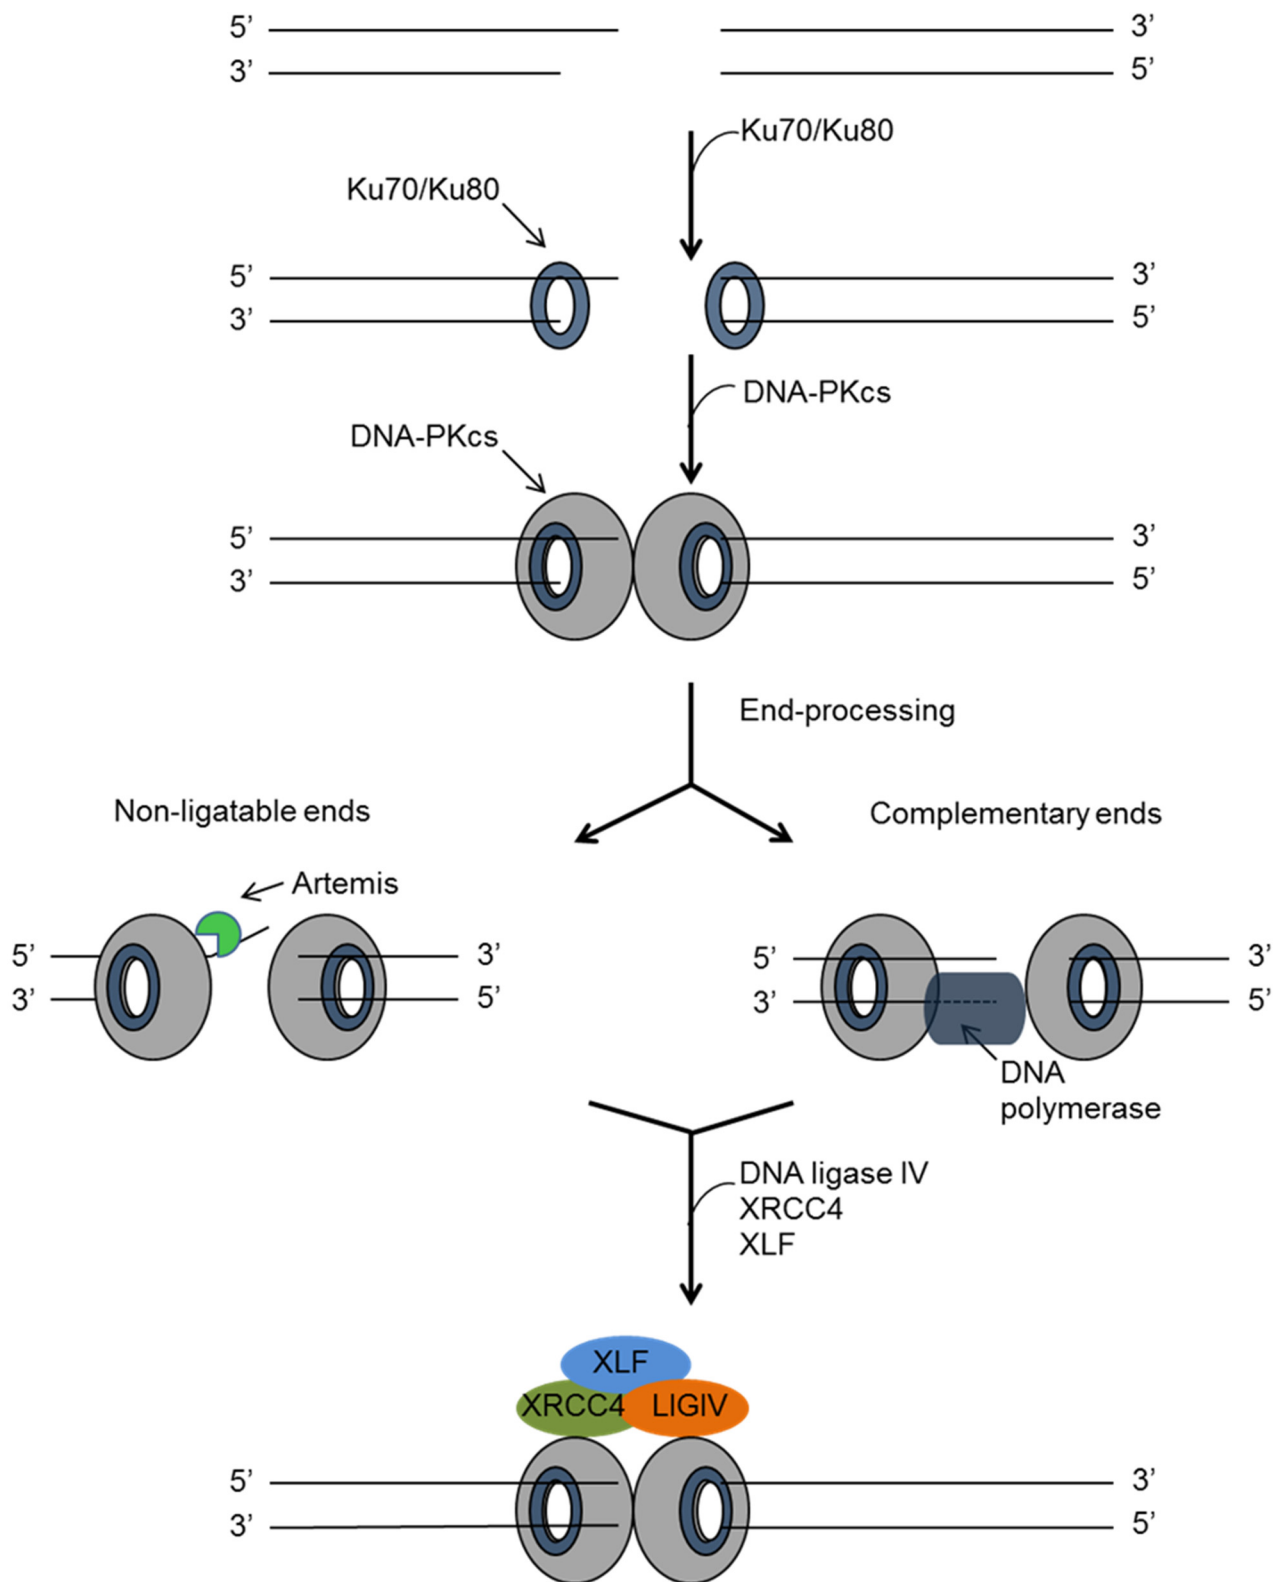 5’ 3’
3’ 5’
Ku70/Ku80
Ku70/Ku80
5’ 3’
3’ 5’
DNA-PKcs
DNA-PKcs
5’ 3’
3’ 5’
End-processing
Non-ligatable ends
Complementary ends
Artemis
5’ 3’
3’ 5’
5’ 3’
3’ 5’
DNA
polymerase
DNA ligase IV
XRCC4
XLF
XLF
XRCC4 LIGIV
5’ 3’
3’ 5’